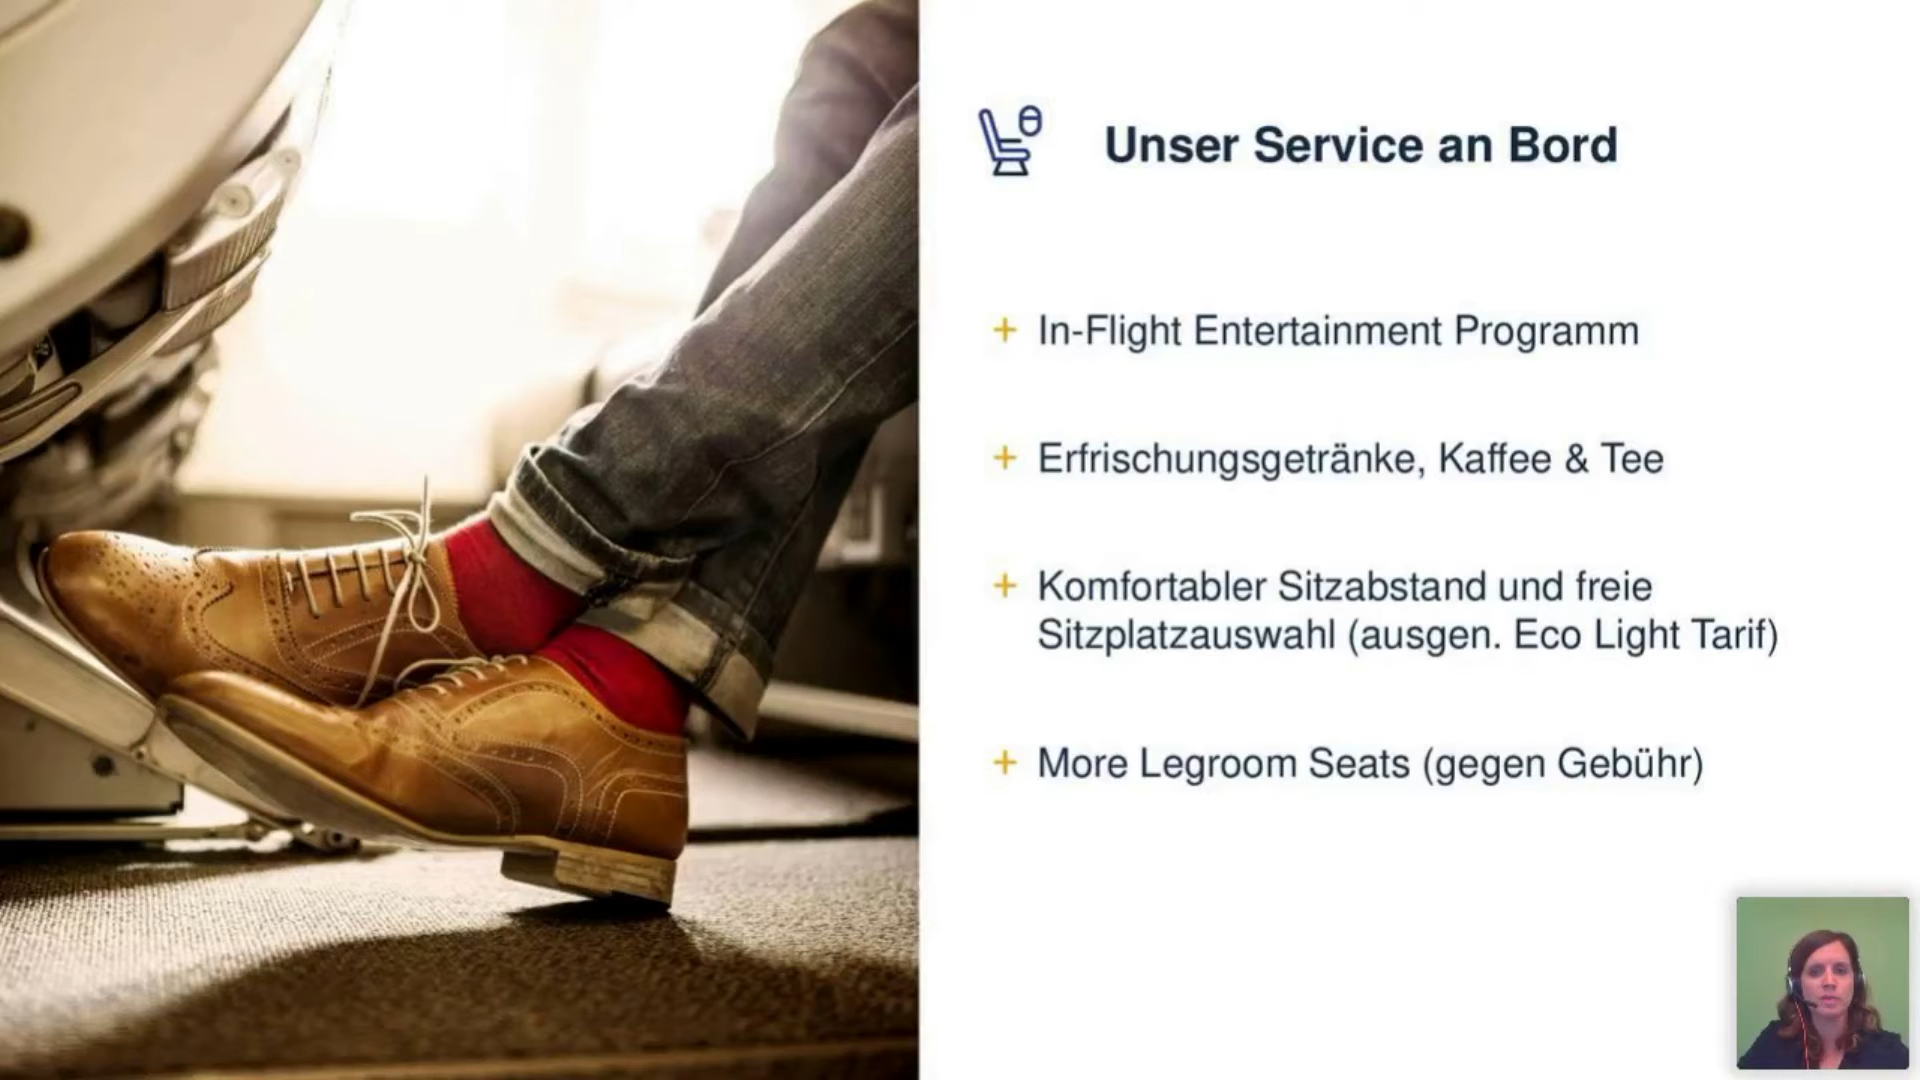 Unser Service an Bord
+ In-Flight Entertainment Programm
+ Erfrischungsgetränke, Kaffee & Tee
+ Komfortabler Sitzabstand und freie
Sitzplatzauswahl (ausgen. Eco Light Tarif)
+ More Legroom Seats (gegen Gebühr)